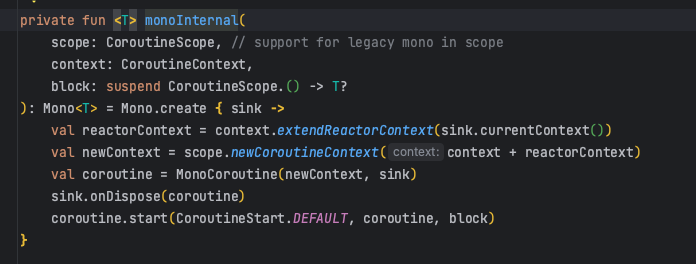 private fun <T> monoInternal(
    scope: CoroutineScope, // support for legacy mono in scope
    context: CoroutineContext,
    block: suspend CoroutineScope.() -> T?
): Mono<T> = Mono.create { sink ->
    val reactorContext = context.extendReactorContext(sink.currentContext())
    val newContext = scope.newCoroutineContext( context: context + reactorContext)
    val coroutine = MonoCoroutine(newContext, sink)
    sink.onDispose(coroutine)
    coroutine.start(CoroutineStart.DEFAULT, coroutine, block)
}